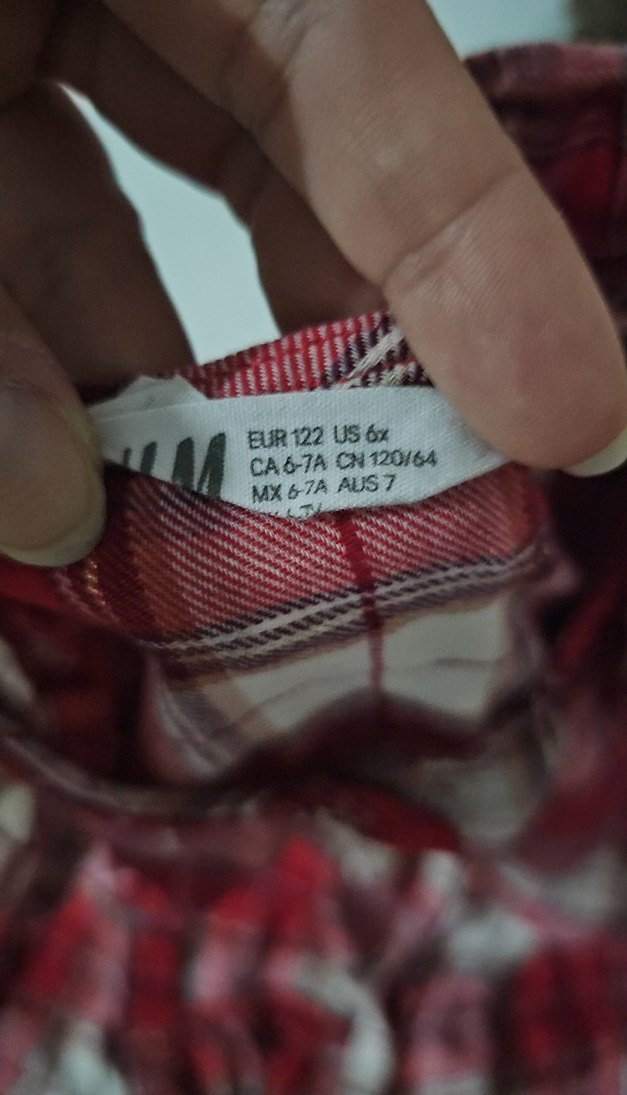 H&M
EUR 122 US 6x
CA 6-7A CN 120/64
MX 6-7A AUS 7